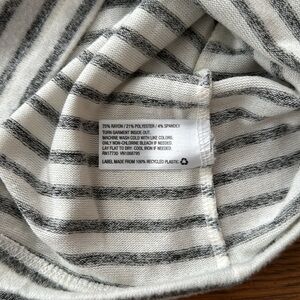 75% RAYON / 21% POLYESTER / 4% SPANDEX
TURN GARMENT INSIDE OUT.
MACHINE WASH COLD WITH LIKE COLORS.
ONLY NON-CHLORINE BLEACH IF NEEDED.
LAY FLAT TO DRY. COOL IRON IF NEEDED.
RN17730
LABEL MADE FROM 100% RECYCLED PLASTIC